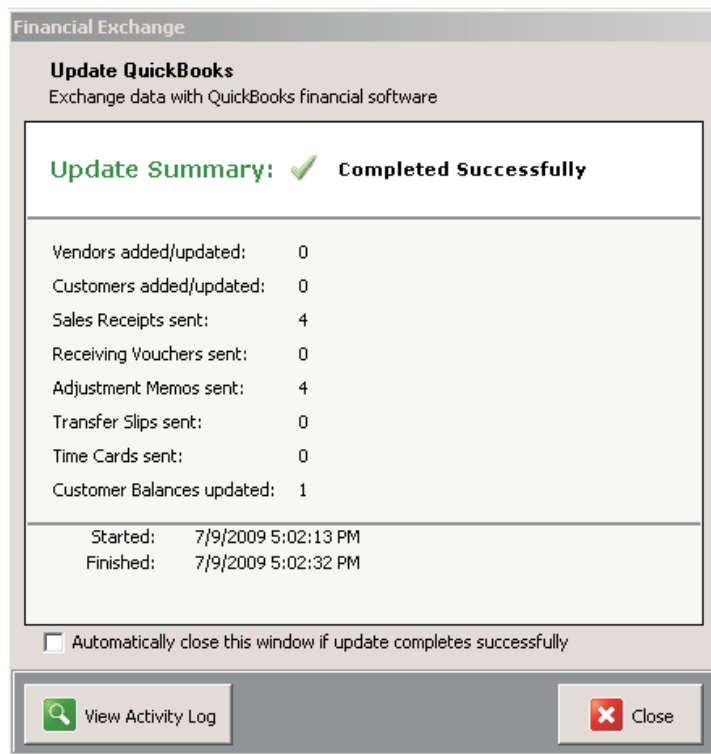 Financial Exchange
Update QuickBooks
Exchange data with QuickBooks financial software
Update Summary: Completed Successfully
Vendors added/updated: 0
Customers added/updated: 0
Sales Receipts sent: 4
Receiving Vouchers sent: 0
Adjustment Memos sent: 4
Transfer Slips sent: 0
Time Cards sent: 0
Customer Balances updated: 1
Started: 7/9/2009 5:02:13 PM
Finished: 7/9/2009 5:02:32 PM
Automatically close this window if update completes successfully
View Activity Log Close